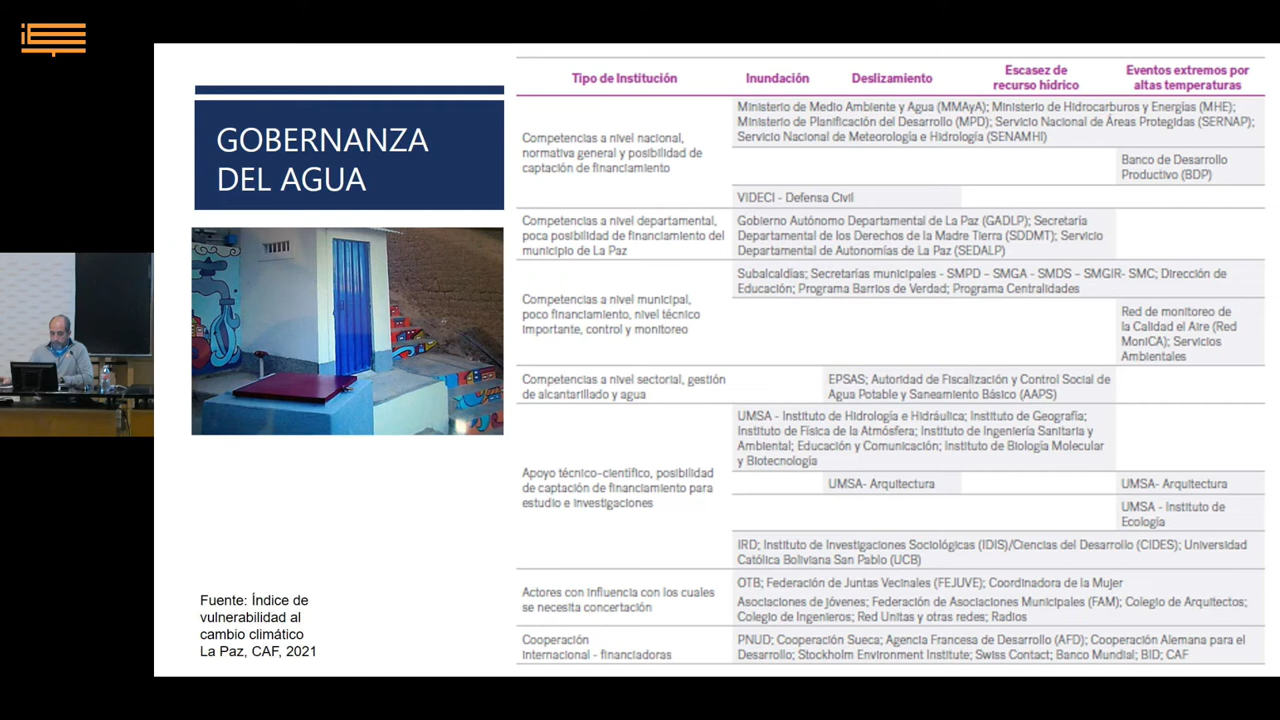 GOBERNANZA
DEL AGUA
Fuente: Índice de
vulnerabilidad al
cambio climático
La Paz, CAF, 2021
Tipo de Institución
Inundación
Deslizamiento
Escasez de
recurso hídrico
Eventos extremos por
altas temperaturas
Competencias a nivel nacional,
normativa general y posibilidad de
captación de financiamiento
Ministerio de Medio Ambiente y Agua (MMAyA); Ministerio de Hidrocarburos y Energías (MHE);
Ministerio de Planificación del Desarrollo (MPD); Servicio Nacional de Áreas Protegidas (SERNAP);
Servicio Nacional de Meteorología e Hidrología (SENAMHI)
Banco de Desarrollo
Productivo (BDP)
VIDECI - Defensa Civil
Competencias a nivel departamental,
poca posibilidad de financiamiento del
municipio de La Paz
Gobierno Autónomo Departamental de La Paz (GADLP); Secretaría
Departamental de los Derechos de la Madre Tierra (SDDMT); Servicio
Departamental de Autonomías de La Paz (SEDALP)
Competencias a nivel municipal,
poco financiamiento, nivel técnico
importante, control y monitoreo
Subalcaldías; Secretarías municipales - SMPD – SMGA - SMDS – SMGIR- SMC; Dirección de
Educación; Programa Barrios de Verdad; Programa Centralidades
Red de monitoreo de
la Calidad el Aire (Red
MoniCA); Servicios
Ambientales
Competencias a nivel sectorial, gestión
de alcantarillado y agua
EPSAS; Autoridad de Fiscalización y Control Social de
Agua Potable y Saneamiento Básico (AAPS)
Apoyo técnico-científico, posibilidad
de captación de financiamiento para
estudio e investigaciones
UMSA - Instituto de Hidrología e Hidráulica; Instituto de Geografía;
Instituto de Física de la Atmósfera; Instituto de Ingeniería Sanitaria y
Ambiental; Educación y Comunicación; Instituto de Biología Molecular
y Biotecnología
UMSA- Arquitectura
UMSA- Arquitectura
UMSA - Instituto de
Ecología
IRD; Instituto de Investigaciones Sociológicas (IDIS)/Ciencias del Desarrollo (CIDES); Universidad
Católica Boliviana San Pablo (UCB)
Actores con influencia con los cuales
se necesita concertación
OTB; Federación de Juntas Vecinales (FEJUVE); Coordinadora de la Mujer
Asociaciones de jóvenes; Federación de Asociaciones Municipales (FAM); Colegio de Arquitectos;
Colegio de Ingenieros; Red Unitas y otras redes; Radios
Cooperación
Internacional - financiadoras
PNUD; Cooperación Sueca; Agencia Francesa de Desarrollo (AFD); Cooperación Alemana para el
Desarrollo; Stockholm Environment Institute; Swiss Contact; Banco Mundial; BID; CAF